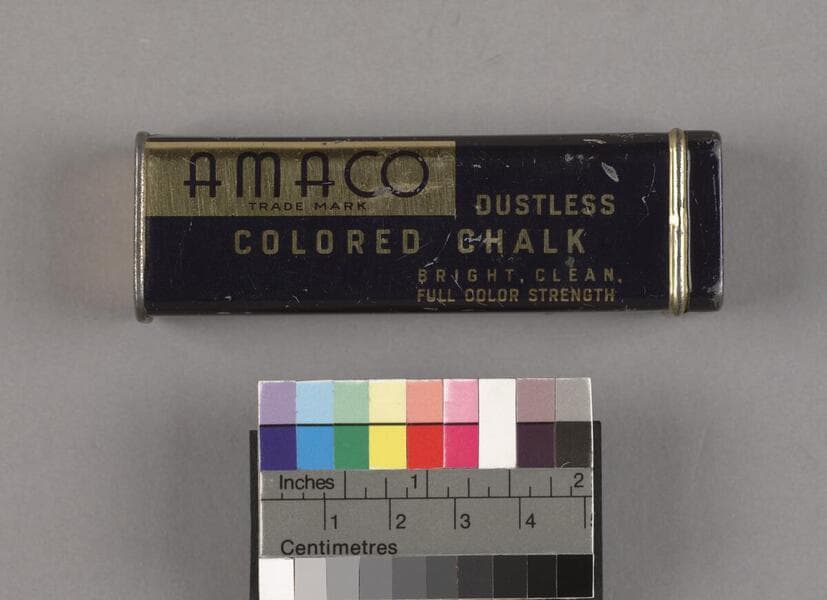 AMACO
TRADE MARK
DUSTLESS
COLORED CHALK
BRIGHT, CLEAN,
FULL COLOR STRENGTH
Inches 1 2
1 2 3 4 5
Centimetres